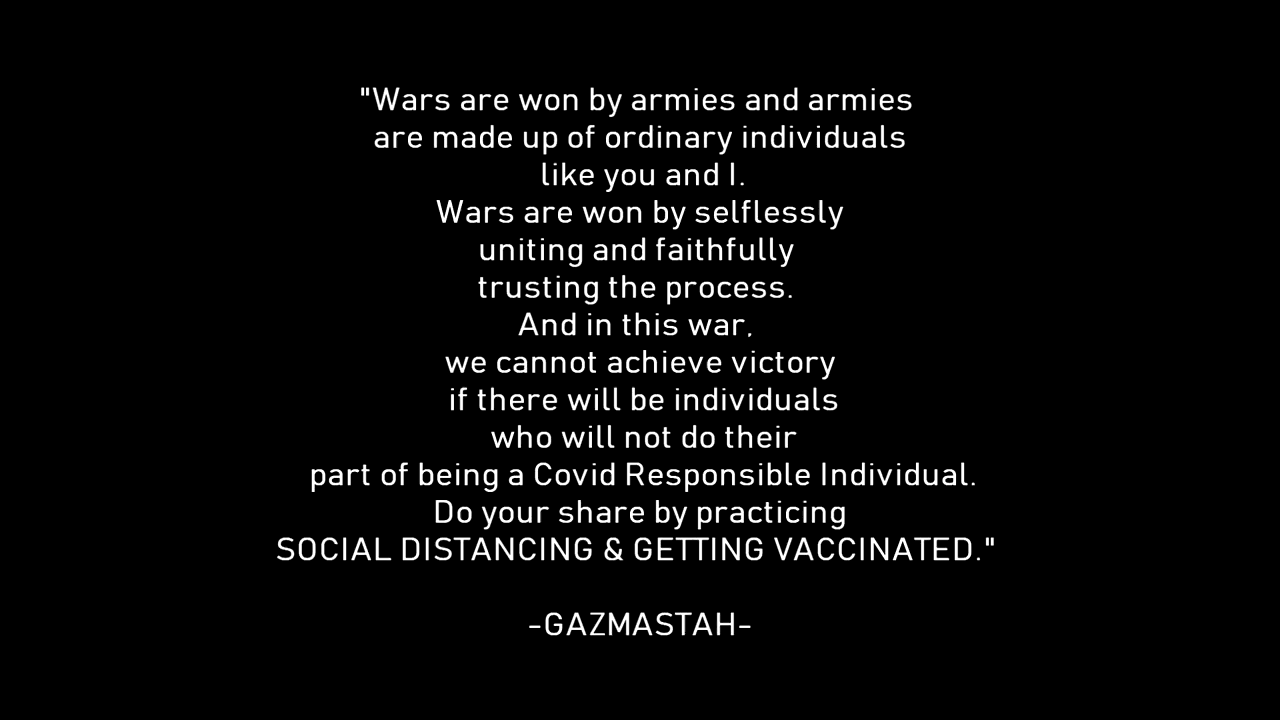 "Wars are won by armies and armies
are made up of ordinary individuals
like you and I.
Wars are won by selflessly
uniting and faithfully
trusting the process.
And in this war,
we cannot achieve victory
if there will be individuals
who will not do their
part of being a Covid Responsible Individual.
Do your share by practicing
SOCIAL DISTANCING & GETTING VACCINATED."
-GAZMASTAH-